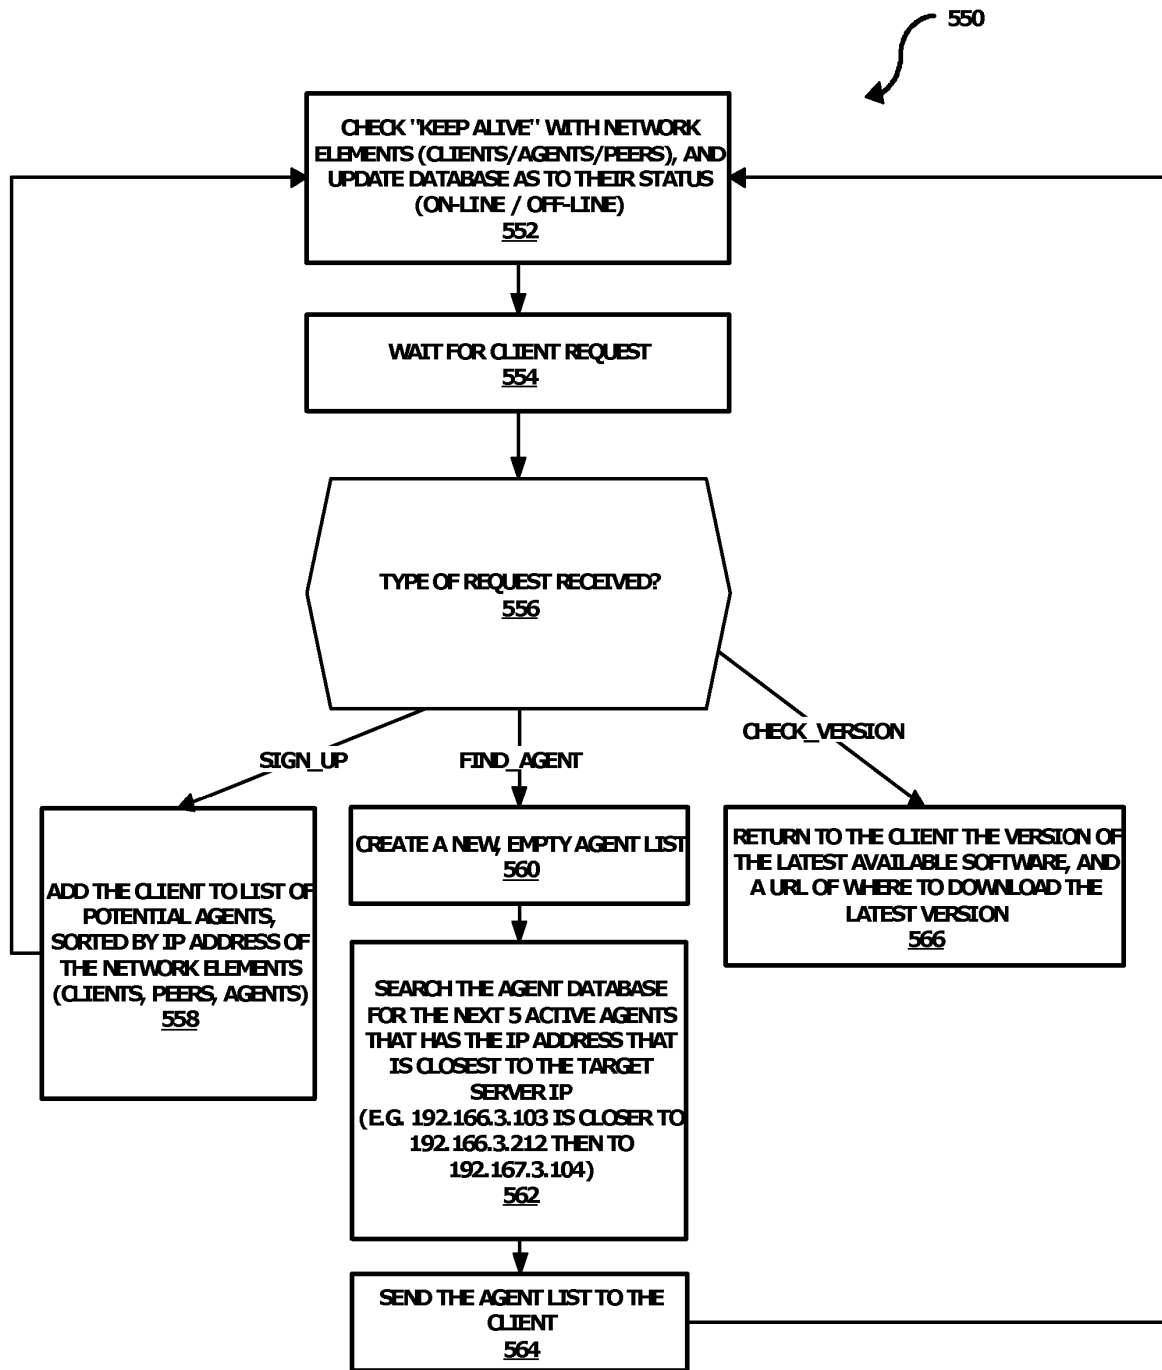 550
CHECK "KEEP ALIVE" WITH NETWORK
ELEMENTS (CLIENTS/AGENTS/PEERS), AND
UPDATE DATABASE AS TO THEIR STATUS
(ON-LINE / OFF-LINE)
552
WAIT FOR CLIENT REQUEST
554
TYPE OF REQUEST RECEIVED?
556
SIGN_UP
FIND_AGENT
CHECK_VERSION
ADD THE CLIENT TO LIST OF
POTENTIAL AGENTS,
SORTED BY IP ADDRESS OF
THE NETWORK ELEMENTS
(CLIENTS, PEERS, AGENTS)
558
CREATE A NEW, EMPTY AGENT LIST
560
SEARCH THE AGENT DATABASE
FOR THE NEXT 5 ACTIVE AGENTS
THAT HAS THE IP ADDRESS THAT
IS CLOSEST TO THE TARGET
SERVER IP
(E.G. 192.166.3.103 IS CLOSER TO
192.166.3.212 THEN TO
192.167.3.104)
562
SEND THE AGENT LIST TO THE
CLIENT
564
RETURN TO THE CLIENT THE VERSION OF
THE LATEST AVAILABLE SOFTWARE, AND
A URL OF WHERE TO DOWNLOAD THE
LATEST VERSION
566